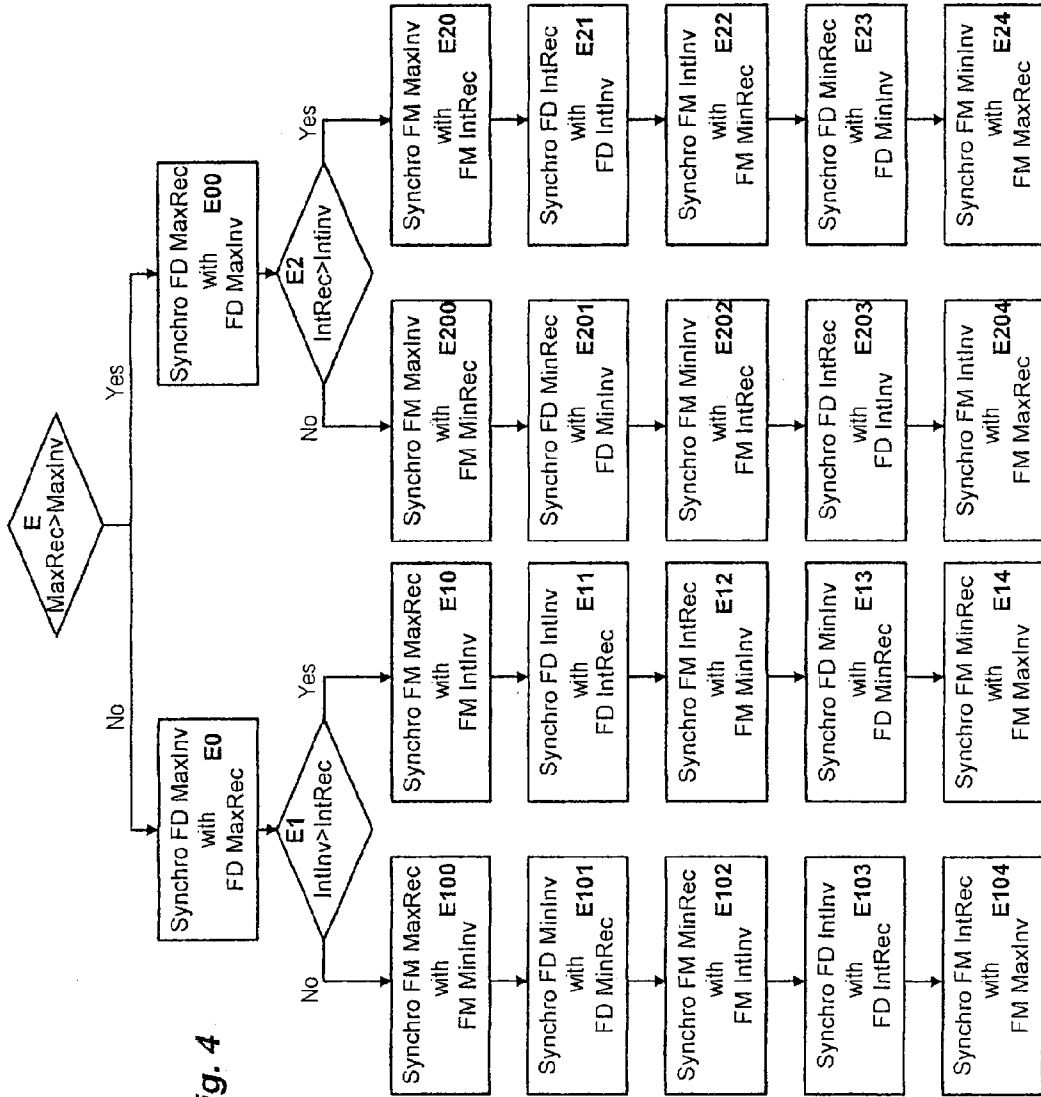 E
MaxRec>MaxInv
No
Yes
Synchro FD MaxInv
with
E0
FD MaxRec
Synchro FD MaxRec
with
E00
FD MaxInv
E1
IntInv>IntRec
No
Yes
E2
IntRec>Intinv
No
Yes
Synchro FM MaxRec
with
E100
FM MinInv
Synchro FD MinInv
with
E101
FD MinRec
Synchro FM MinRec
with
E102
FM IntInv
Synchro FD IntInv
with
E103
FD IntRec
Synchro FM IntRec
with
E104
FM MaxInv
Synchro FM MaxRec
with
E10
FM IntInv
Synchro FD IntInv
with
E11
FD IntRec
Synchro FM IntRec
with
E12
FM MinInv
Synchro FD MinInv
with
E13
FD MinRec
Synchro FM MinRec
with
E14
FM MaxInv
Synchro FM MaxInv
with
E200
FM MinRec
Synchro FD MinRec
with
E201
FD MinInv
Synchro FM MinInv
with
E202
FM IntRec
Synchro FD IntRec
with
E203
FD IntInv
Synchro FM IntInv
with
E204
FM MaxRec
Synchro FM MaxInv
with
E20
FM IntRec
Synchro FD IntRec
with
E21
FD IntInv
Synchro FM IntInv
with
E22
FM MinRec
Synchro FD MinRec
with
E23
FD MinInv
Synchro FM MinInv
with
E24
FM MaxRec
ig. 4